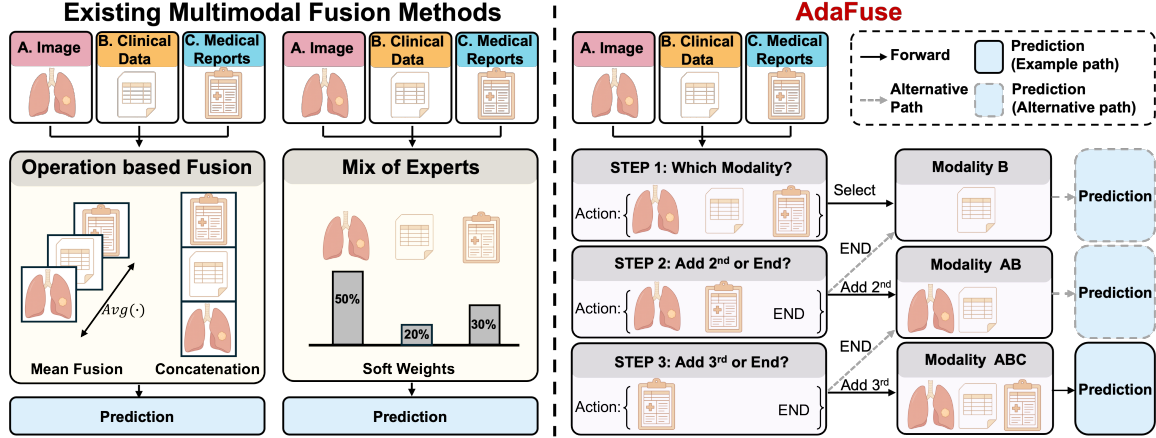 Existing Multimodal Fusion Methods
A. Image
B. Clinical
Data
C. Medical
Reports
A. Image
B. Clinical
Data
C. Medical
Reports
Operation based Fusion
Avg(·)
Mean Fusion
Concatenation
Prediction
Mix of Experts
50%
20%
30%
Soft Weights
Prediction
AdaFuse
A. Image
B. Clinical
Data
C. Medical
Reports
Forward
Prediction
(Example path)
Alternative
Path
Prediction
(Alternative path)
STEP 1: Which Modality?
Action:
Select
Modality B
Prediction
STEP 2: Add 2nd or End?
Action:
END
END
Add 2nd
Modality AB
Prediction
STEP 3: Add 3rd or End?
Action:
END
END
Add 3rd
Modality ABC
Prediction